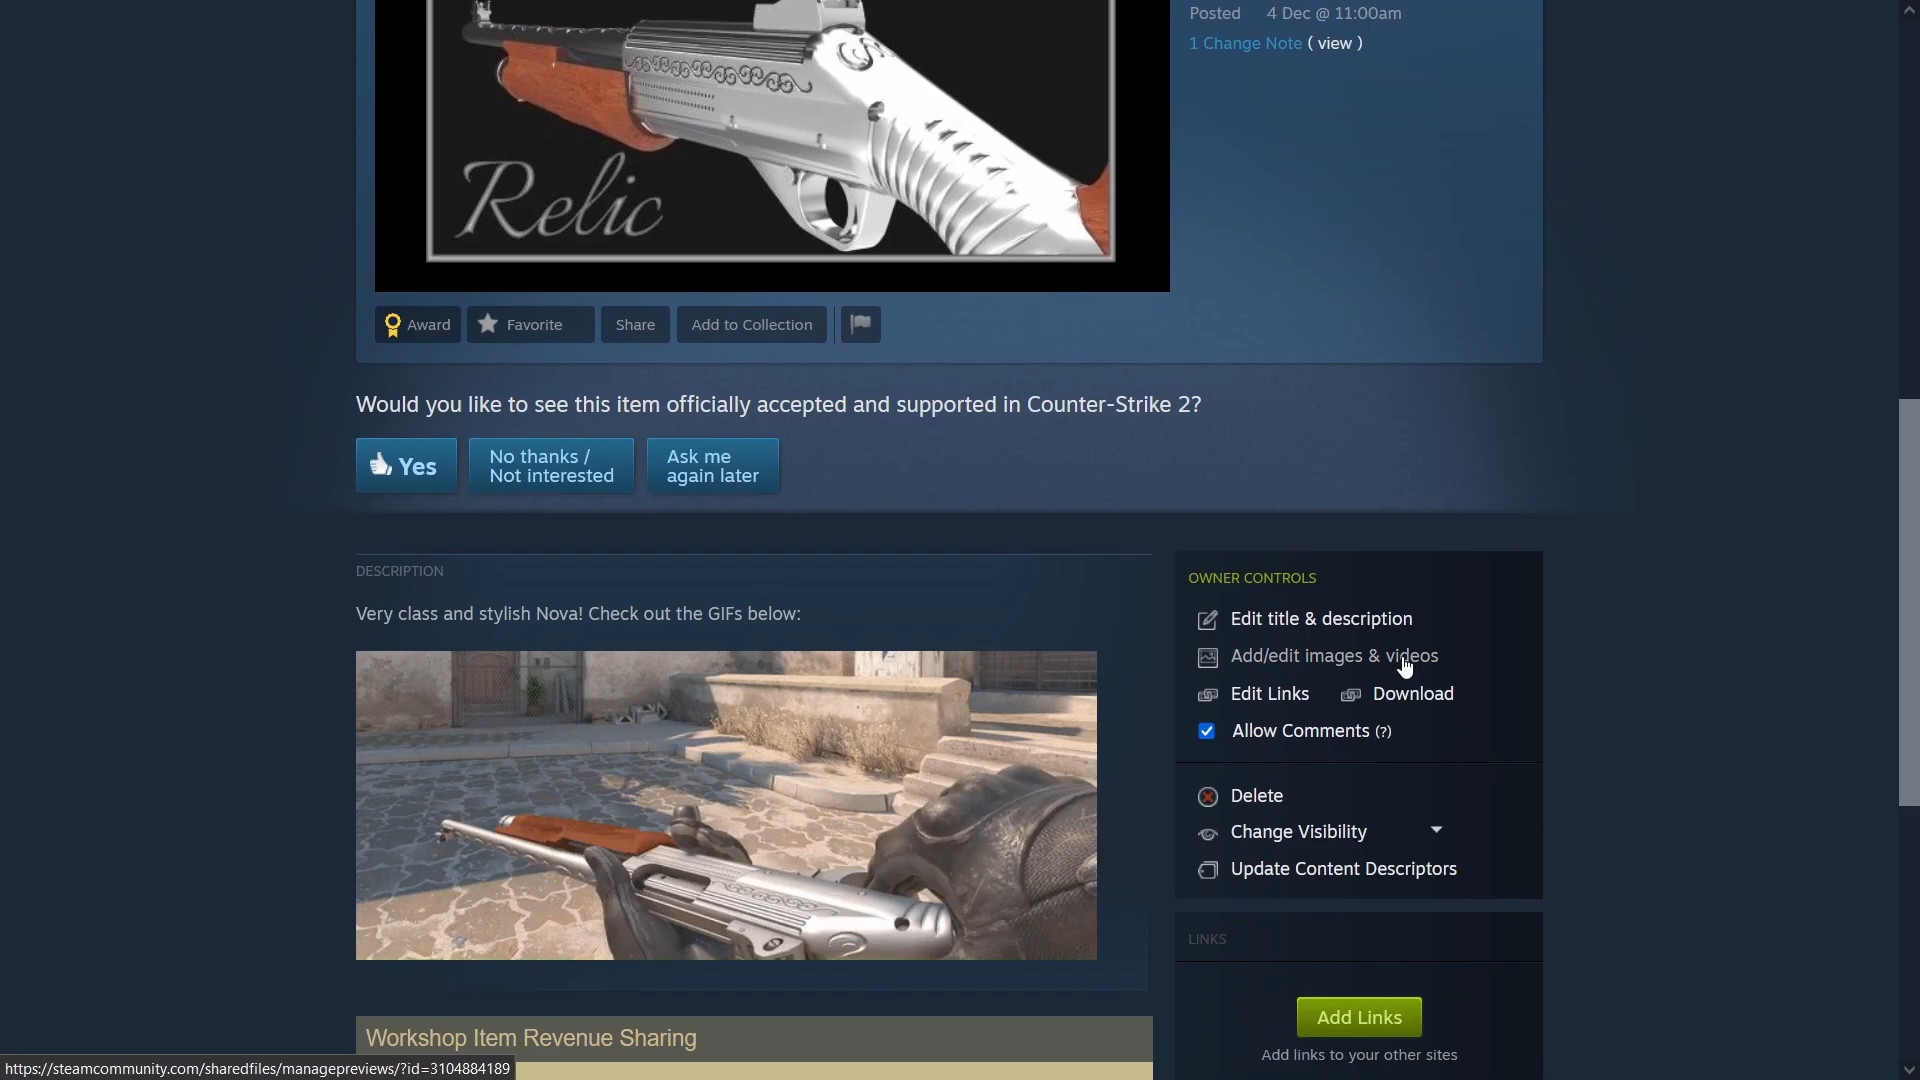 Posted 4 Dec @ 11:00am
1 Change Note ( view )
Relic
Award
Favorite
Share
Add to Collection
Would you like to see this item officially accepted and supported in Counter-Strike 2?
Yes
No thanks /
Not interested
Ask me
again later
DESCRIPTION
Very class and stylish Nova! Check out the GIFs below:
OWNER CONTROLS
Edit title & description
Add/edit images & videos
Edit Links
Download
Allow Comments (?)
Delete
Change Visibility
Update Content Descriptors
LINKS
Add Links
Add links to your other sites
Workshop Item Revenue Sharing
https://steamcommunity.com/sharedfiles/managepreviews/?id=3104884189